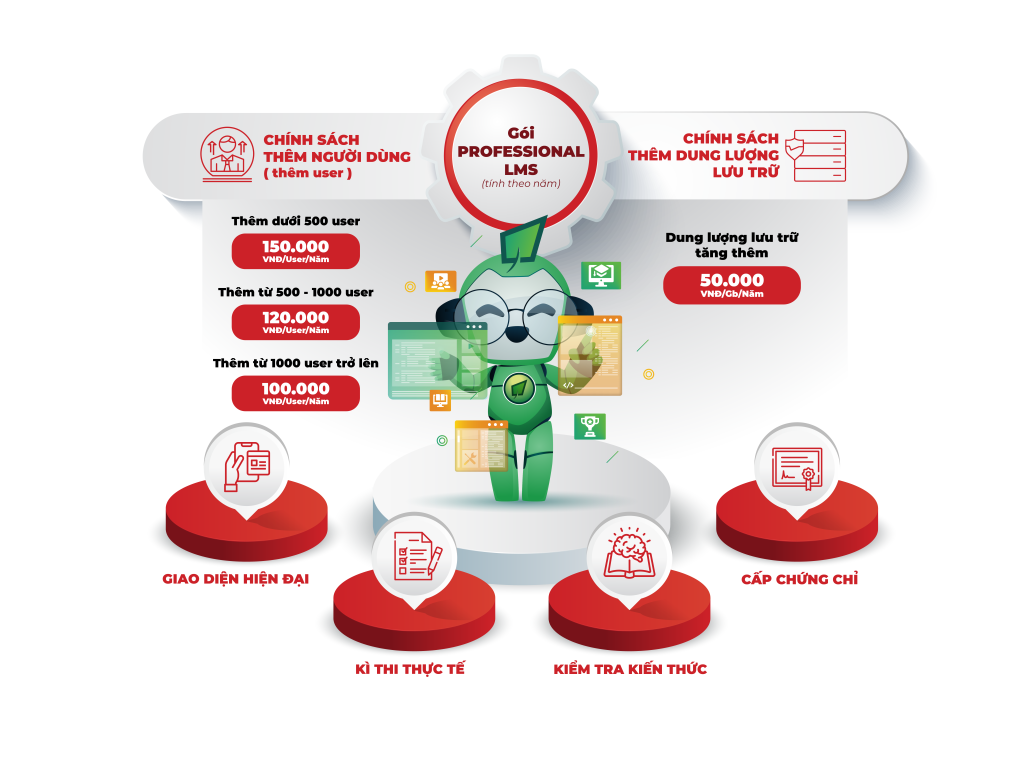 Gói
PROFESSIONAL
LMS
(tính theo năm)
CHÍNH SÁCH
THÊM NGƯỜI DÙNG
( thêm user )
Thêm dưới 500 user
150.000
VNĐ/User/Năm
Thêm từ 500 - 1000 user
120.000
VNĐ/User/Năm
Thêm từ 1000 user trở lên
100.000
VNĐ/User/Năm
CHÍNH SÁCH
THÊM DUNG LƯỢNG
LƯU TRỮ
Dung lượng lưu trữ
tăng thêm
50.000
VNĐ/Gb/Năm
</>
GIAO DIỆN HIỆN ĐẠI
KÌ THI THỰC TẾ
KIỂM TRA KIẾN THỨC
CẤP CHỨNG CHỈ